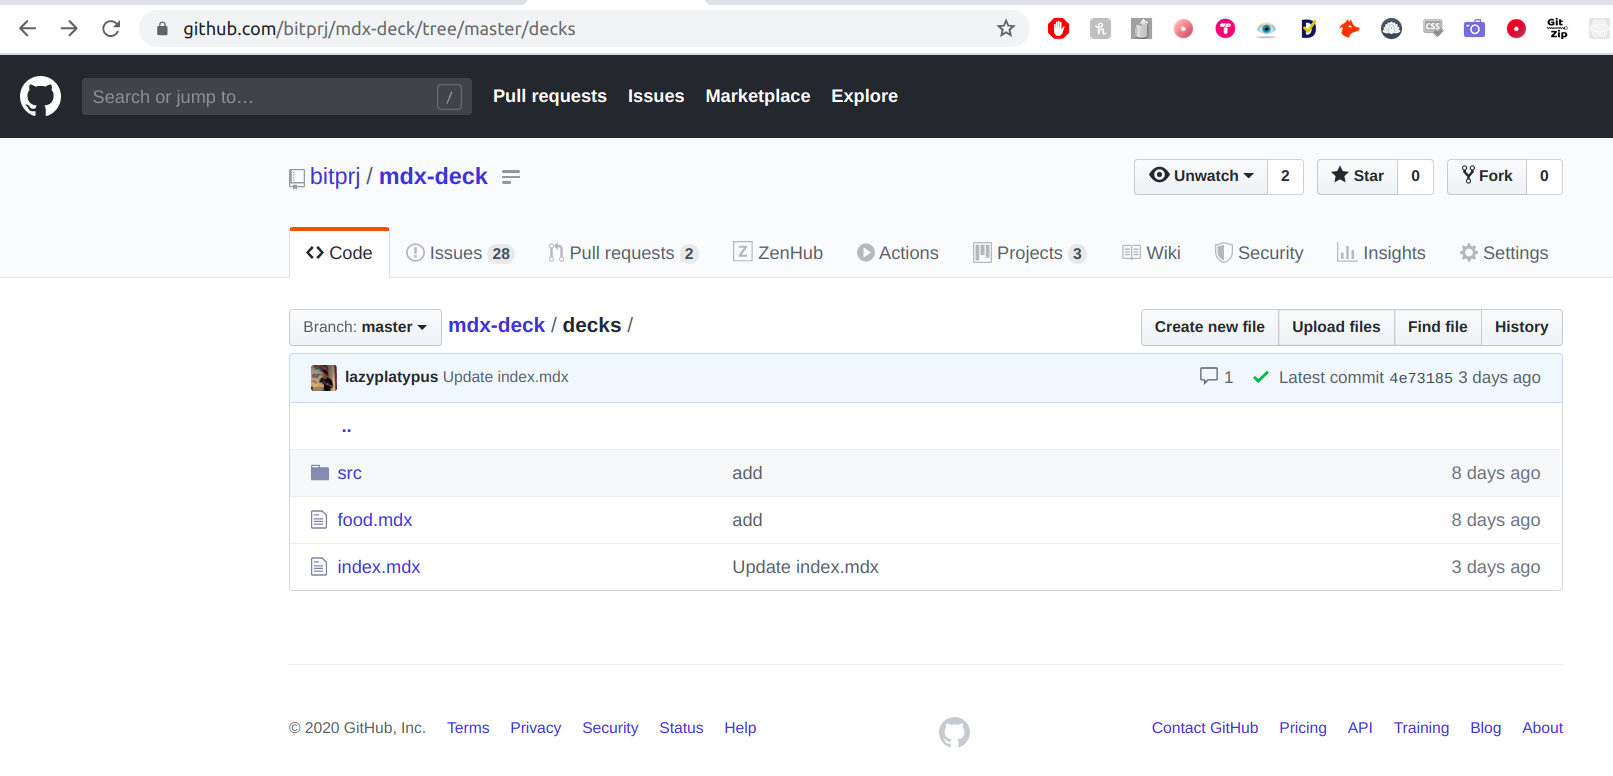 github.com/bitprj/mdx-deck/tree/master/decks
Git Zip
CSS
Search or jump to… /
Pull requests Issues Marketplace Explore
bitprj / mdx-deck
Unwatch 2 Star 0 Fork 0
Code Issues 28 Pull requests 2 ZenHub Actions Projects 3 Wiki Security Insights Settings
Branch: master mdx-deck / decks / Create new file Upload files Find file History
lazyplatypus Update index.mdx 1 Latest commit 4e73185 3 days ago
..
src add 8 days ago
food.mdx add 8 days ago
index.mdx Update index.mdx 3 days ago
© 2020 GitHub, Inc. Terms Privacy Security Status Help Contact GitHub Pricing API Training Blog About